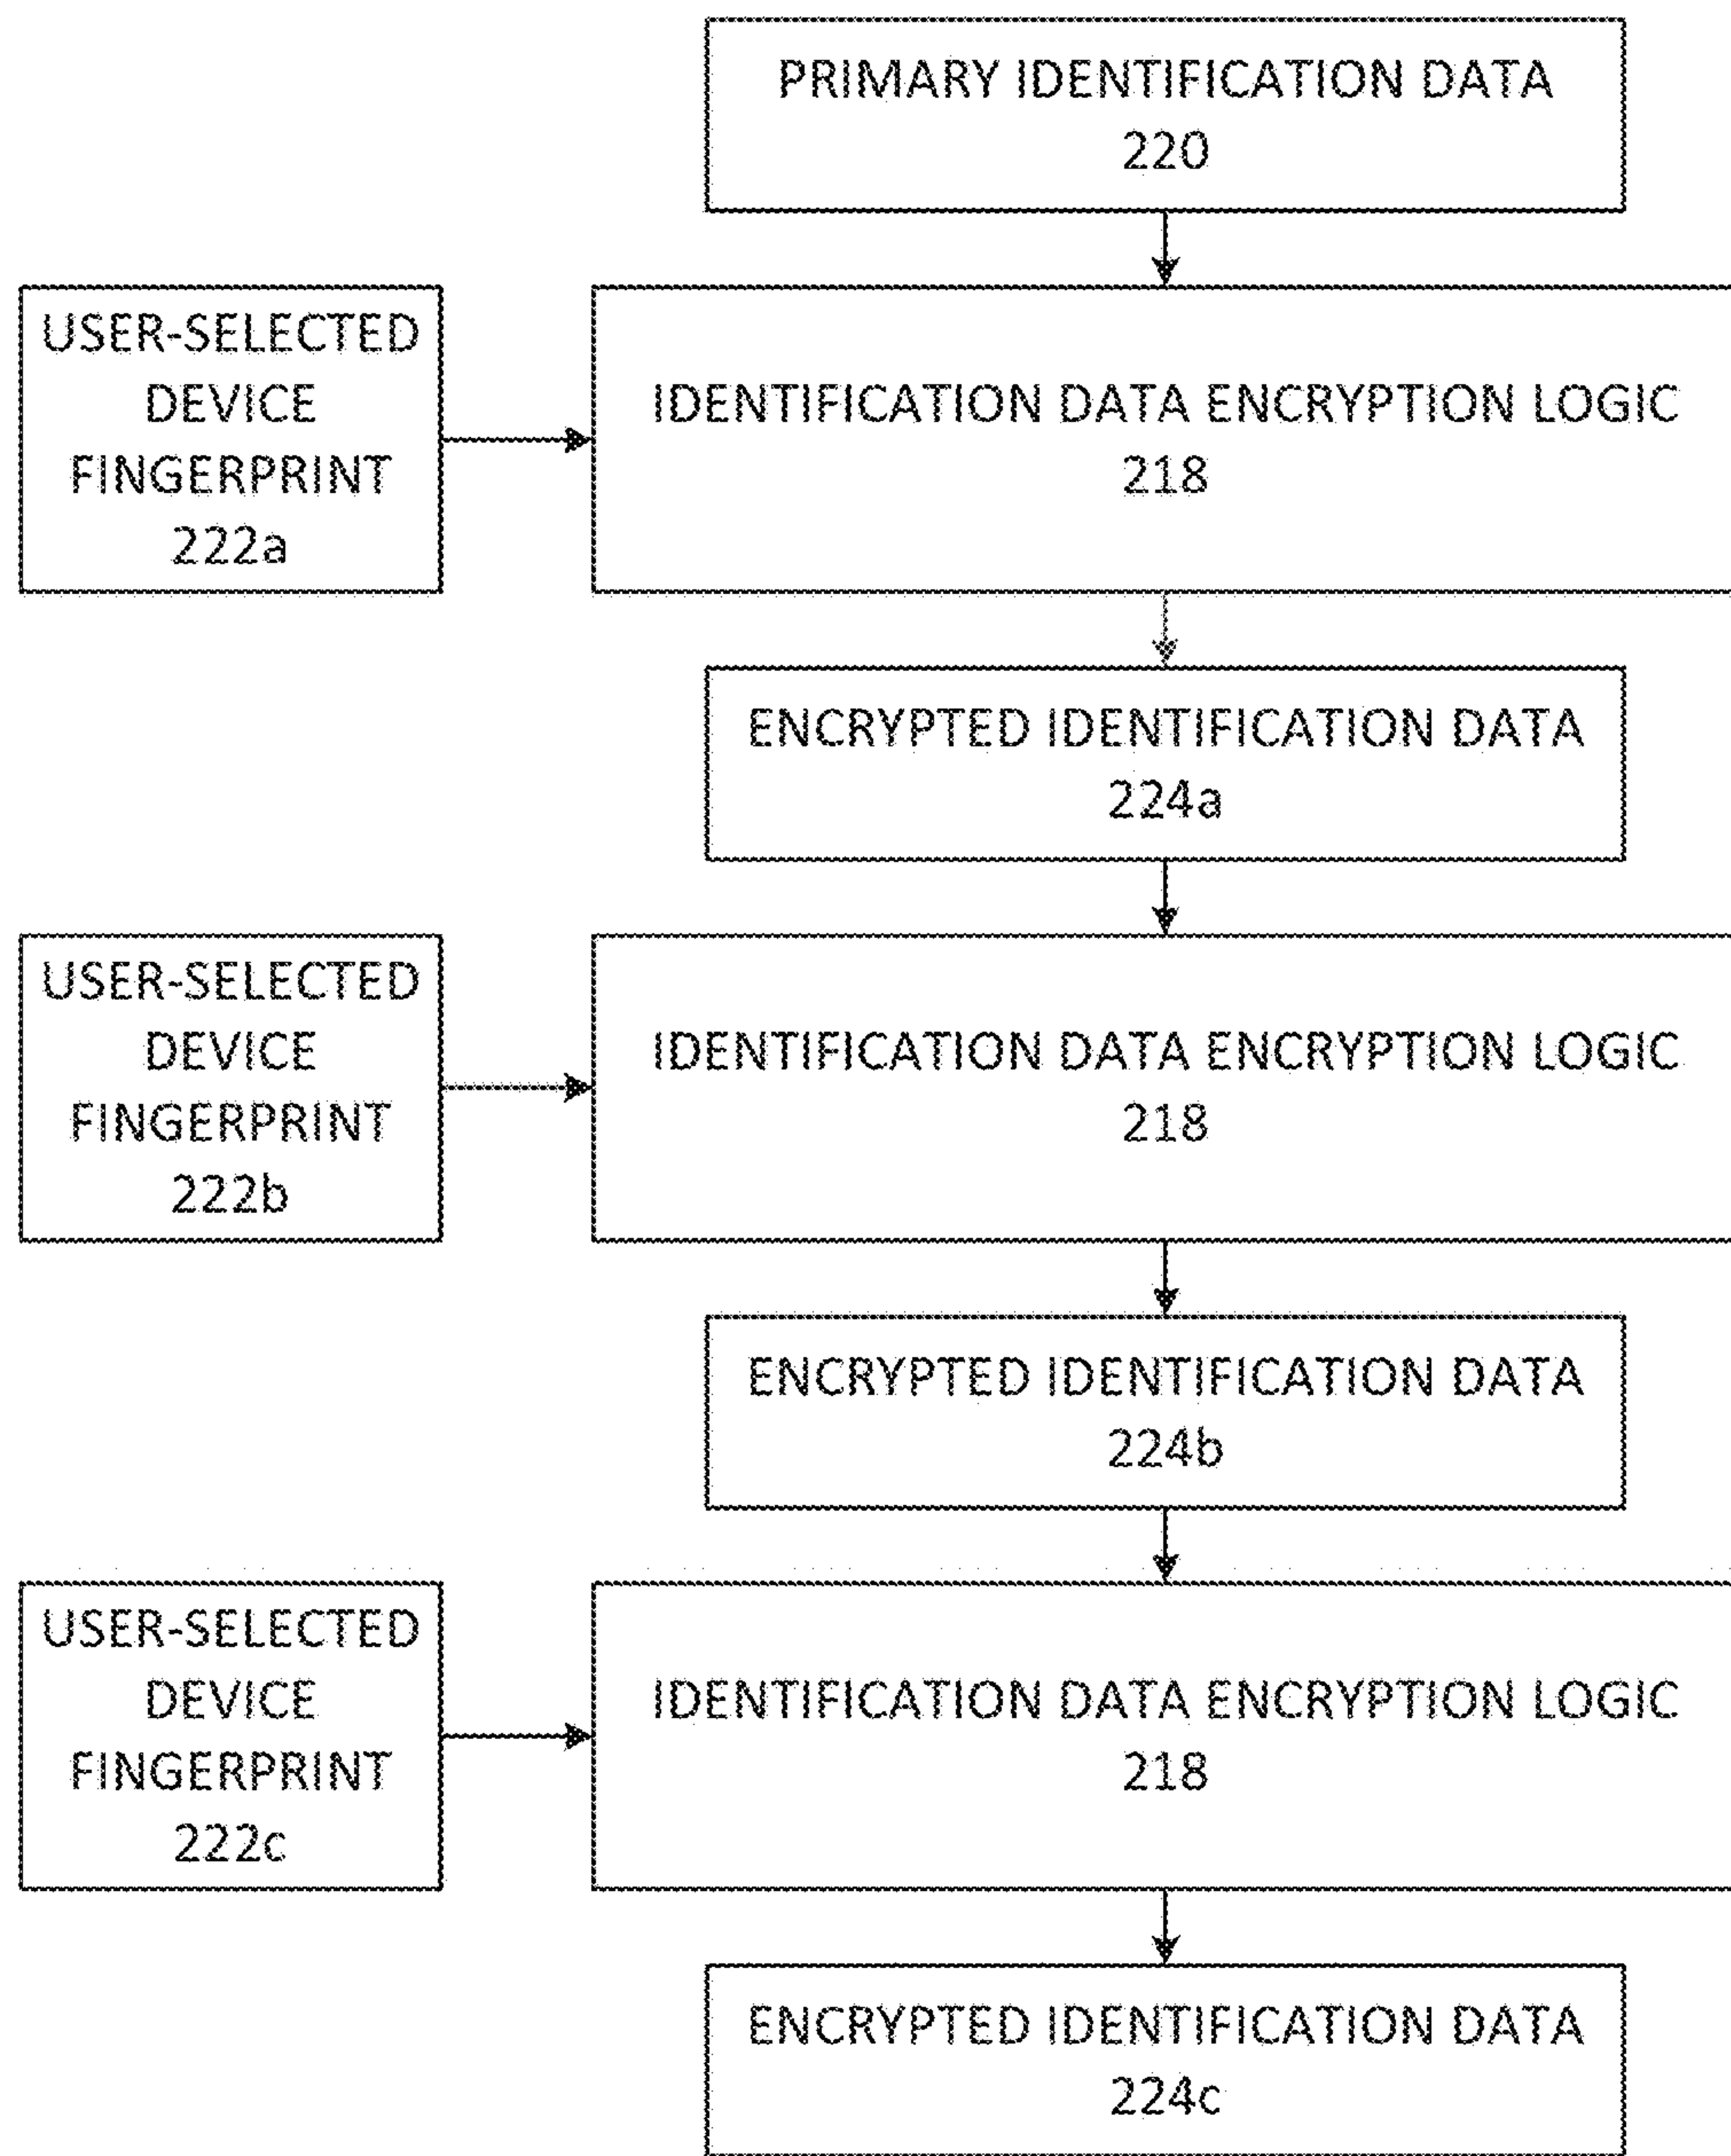 PRIMARY IDENTIFICATION DATA
220
USER-SELECTED
DEVICE
FINGERPRINT
222a
IDENTIFICATION DATA ENCRYPTION LOGIC
218
ENCRYPTED IDENTIFICATION DATA
224a
USER-SELECTED
DEVICE
FINGERPRINT
222b
IDENTIFICATION DATA ENCRYPTION LOGIC
218
ENCRYPTED IDENTIFICATION DATA
224b
USER-SELECTED
DEVICE
FINGERPRINT
222c
IDENTIFICATION DATA ENCRYPTION LOGIC
218
ENCRYPTED IDENTIFICATION DATA
224c